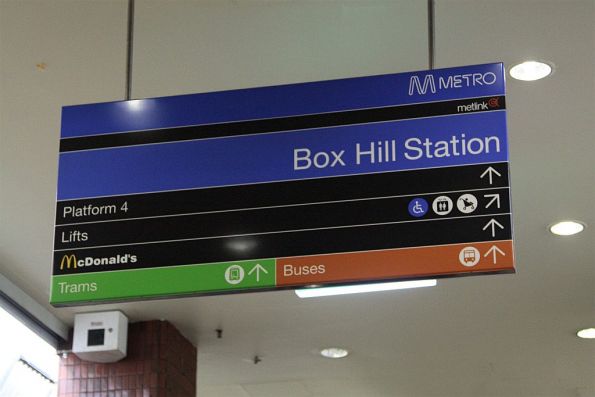 METRO
metlink
Box Hill Station
Platform 4
Lifts
McDonald's
Trams
Buses